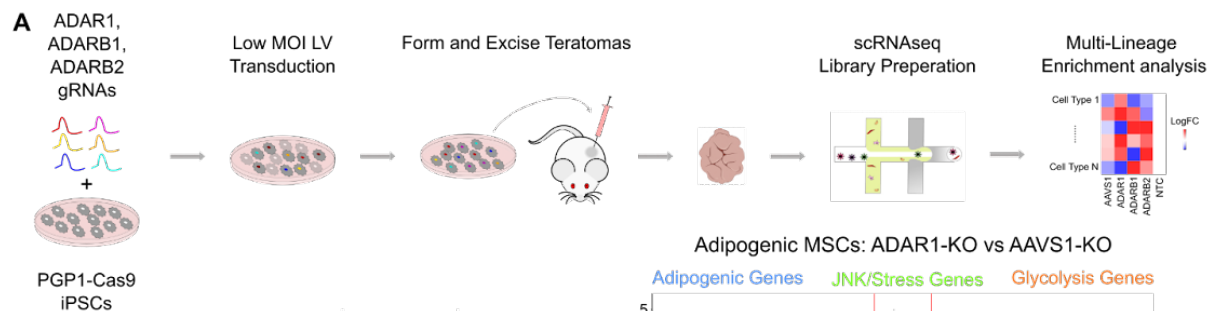 A
ADAR1,
ADARB1,
ADARB2
gRNAs
+
PGP1-Cas9
iPSCs
Low MOI LV
Transduction
Form and Excise Teratomas
scRNAseq
Library Preperation
Multi-Lineage
Enrichment analysis
Cell Type 1
Cell Type N
LogFC
AAVS1
ADAR1
ADARB1
ADARB2
NTC
Adipogenic MSCs: ADAR1-KO vs AAVS1-KO
Adipogenic Genes
JNK/Stress Genes
Glycolysis Genes
5